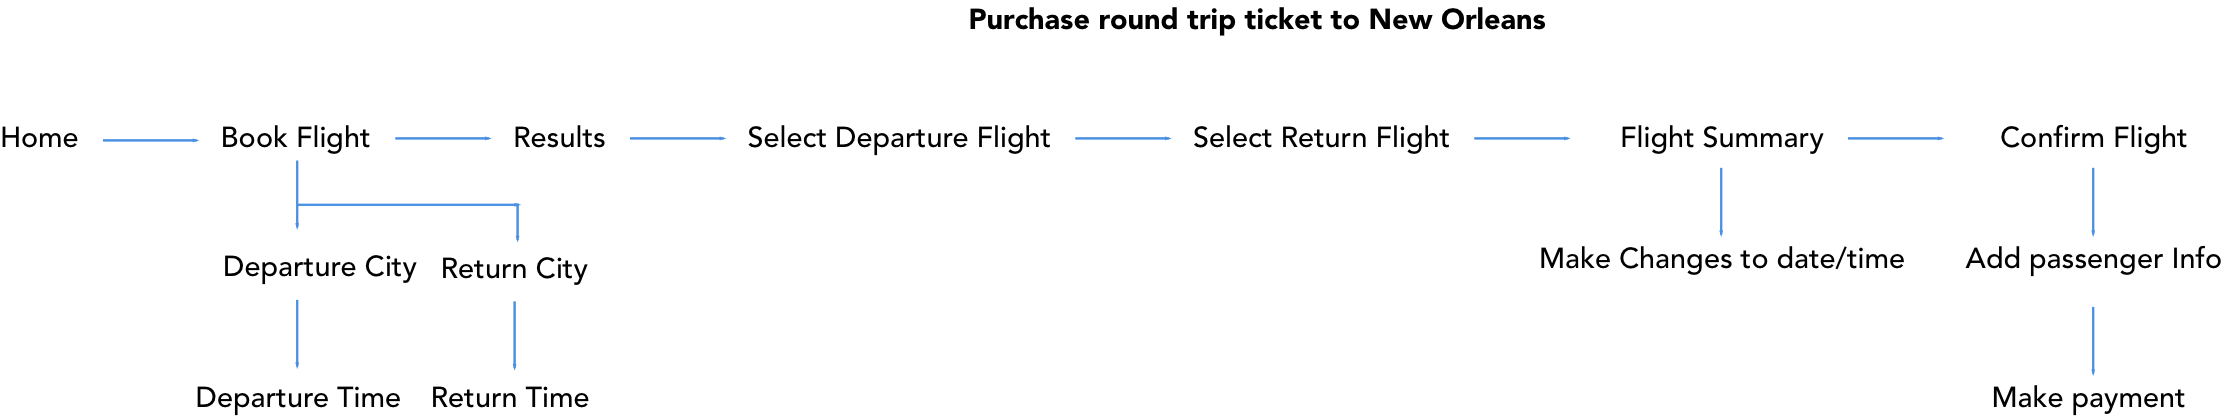 Purchase round trip ticket to New Orleans
Home
Book Flight
Results
Select Departure Flight
Select Return Flight
Flight Summary
Confirm Flight
Departure City
Return City
Make Changes to date/time
Add passenger Info
Departure Time
Return Time
Make payment